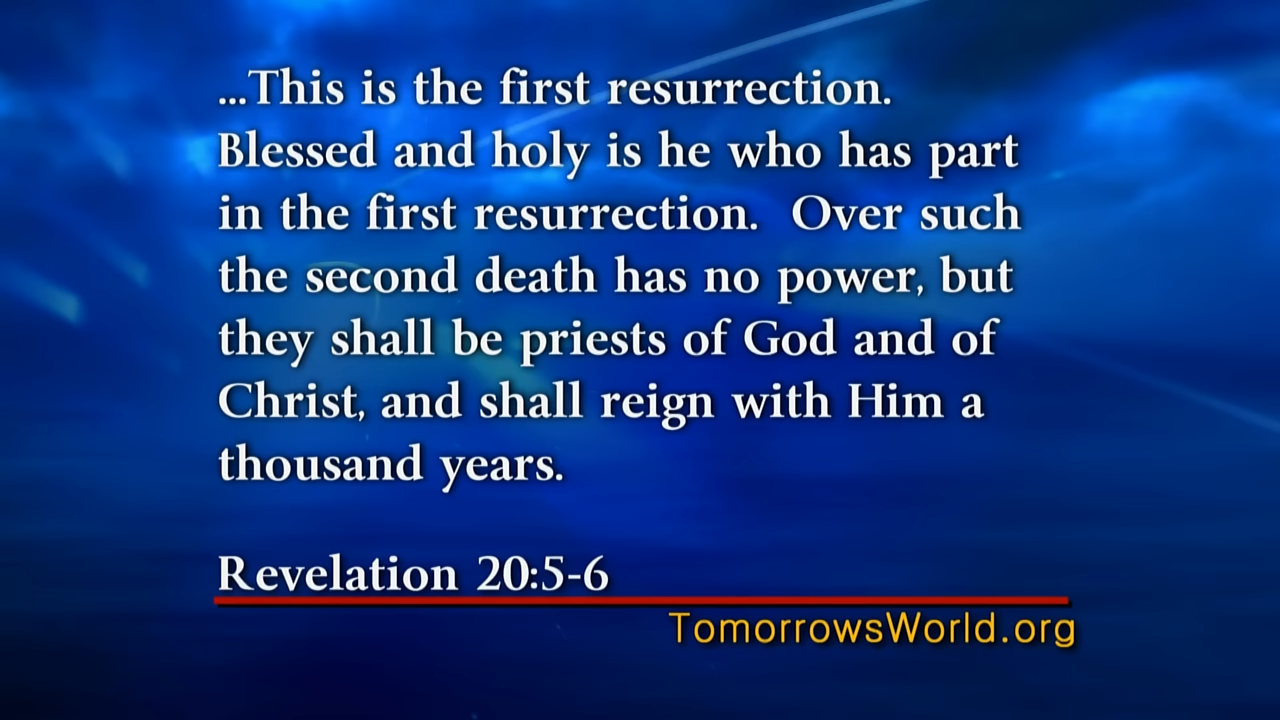 ...This is the first resurrection.
Blessed and holy is he who has part
in the first resurrection.  Over such
the second death has no power, but
they shall be priests of God and of
Christ, and shall reign with Him a
thousand years.
Revelation 20:5-6
TomorrowsWorld.org